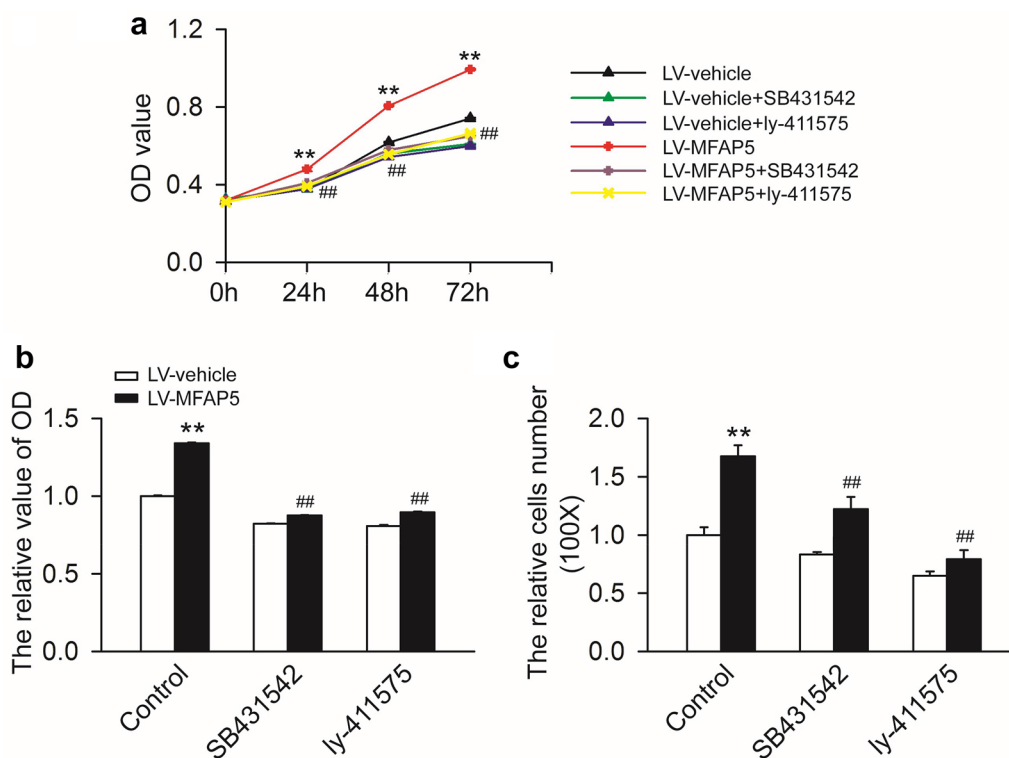 a
1.2
0.8
0.4
0.0
OD value
0h 24h 48h 72h
**
**
**
##
##
##
LV-vehicle
LV-vehicle+SB431542
LV-vehicle+ly-411575
LV-MFAP5
LV-MFAP5+SB431542
LV-MFAP5+ly-411575
b
LV-vehicle
LV-MFAP5
The relative value of OD
1.5
1.0
0.5
0.0
**
##
##
Control
SB431542
ly-411575
c
The relative cells number
(100X)
2.0
1.5
1.0
0.5
0.0
**
##
##
Control
SB431542
ly-411575